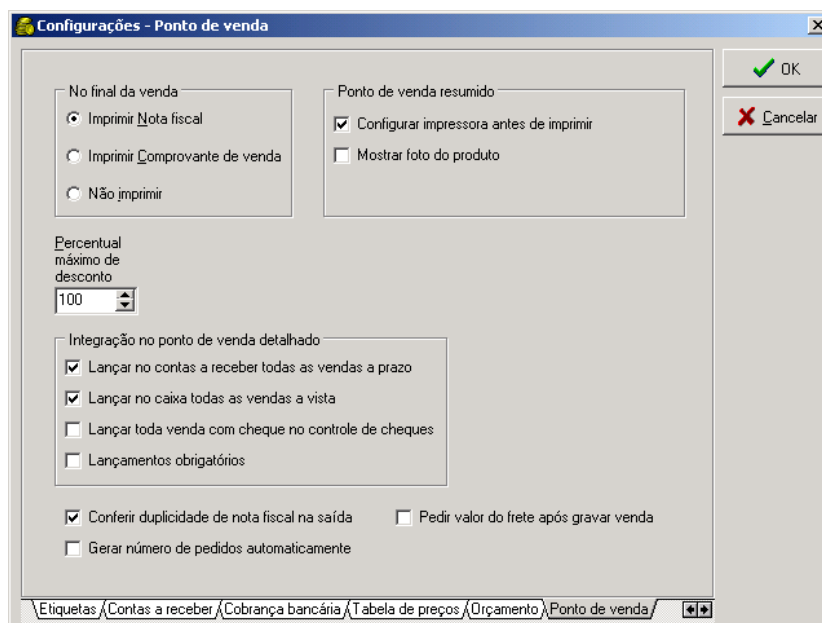 Configurações - Ponto de venda
OK
Cancelar
No final da venda
Imprimir Nota fiscal
Imprimir Comprovante de venda
Não imprimir
Ponto de venda resumido
Configurar impressora antes de imprimir
Mostrar foto do produto
Percentual
máximo de
desconto
100
Integração no ponto de venda detalhado
Lançar no contas a receber todas as vendas a prazo
Lançar no caixa todas as vendas a vista
Lançar toda venda com cheque no controle de cheques
Lançamentos obrigatórios
Conferir duplicidade de nota fiscal na saída
Pedir valor do frete após gravar venda
Gerar número de pedidos automaticamente
Etiquetas Contas a receber Cobrança bancária Tabela de preços Orçamento Ponto de venda